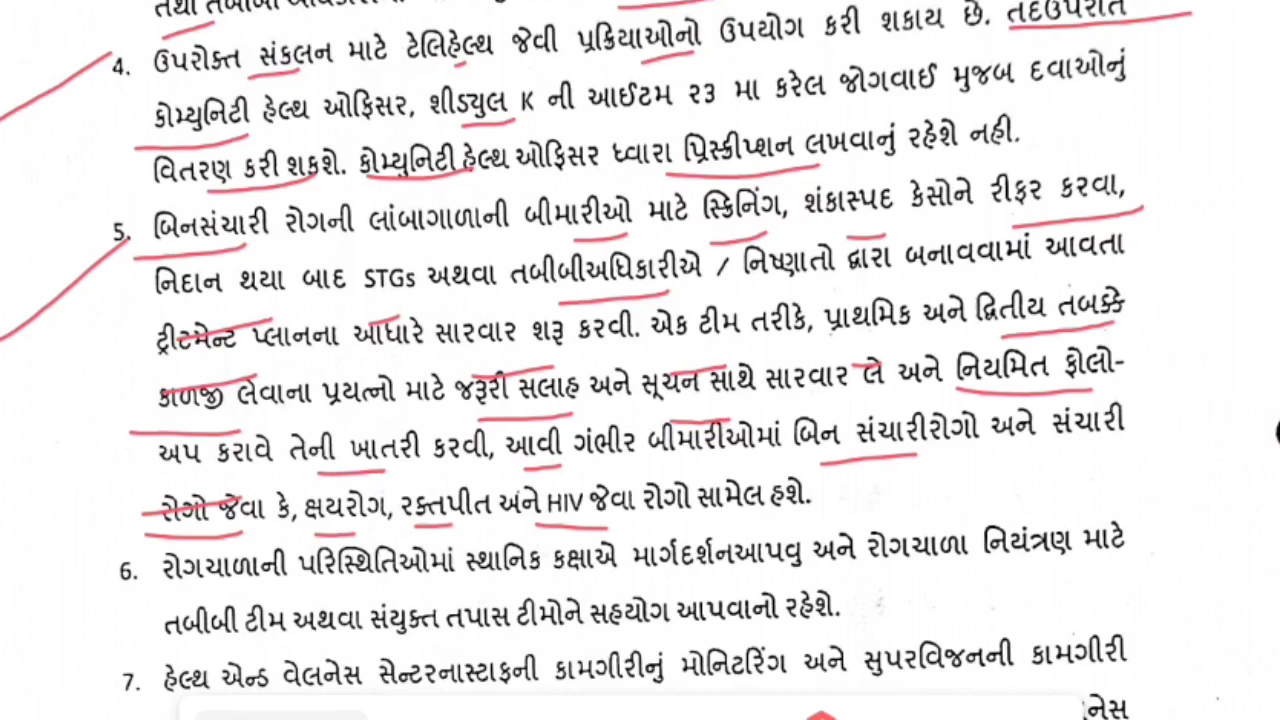 4. ઉપરોક્ત સંકલન માટે ટેલિહેલ્થ જેવી પ્રક્રિયાઓનો ઉપયોગ કરી શકાય છે. તદઉપરાંત
કોમ્યુનિટી હેલ્થ ઓફિસર, શીડ્યુલ K ની આઈટમ ૨૩ મા કરેલ જોગવાઈ મુજબ દવાઓનું
વિતરણ કરી શકશે. કોમ્યુનિટી હેલ્થ ઓફિસર ધ્વારા પ્રિસ્ક્રીપ્શન લખવાનું રહેશે નહી.
5. બિનસંચારી રોગની લાંબાગાળાની બીમારીઓ માટે સ્ક્રિનિંગ, શંકાસ્પદ કેસોને રીફર કરવા,
નિદાન થયા બાદ STGs અથવા તબીબીઅધિકારીએ / નિષ્ણાતો દ્વારા બનાવવામાં આવતા
ટ્રીટમેન્ટ પ્લાનના આધારે સારવાર શરૂ કરવી. એક ટીમ તરીકે, પ્રાથમિક અને દ્વિતીય તબક્કે
કાળજી લેવાના પ્રયત્નો માટે જરૂરી સલાહ અને સૂચન સાથે સારવાર લે અને નિયમિત ફોલો-
અપ કરાવે તેની ખાતરી કરવી, આવી ગંભીર બીમારીઓમાં બિન સંચારીરોગો અને સંચારી
રોગો જેવા કે, ક્ષયરોગ, રક્તપીત અને HIV જેવા રોગો સામેલ હશે.
6. રોગચાળાની પરિસ્થિતિઓમાં સ્થાનિક કક્ષાએ માર્ગદર્શનઆપવુ અને રોગચાળા નિયંત્રણ માટે
તબીબી ટીમ અથવા સંયુક્ત તપાસ ટીમોને સહયોગ આપવાનો રહેશે.
7. હેલ્થ એન્ડ વેલનેસ સેન્ટરનાસ્ટાફની કામગીરીનું મોનિટરિંગ અને સુપરવિજનની કામગીરી